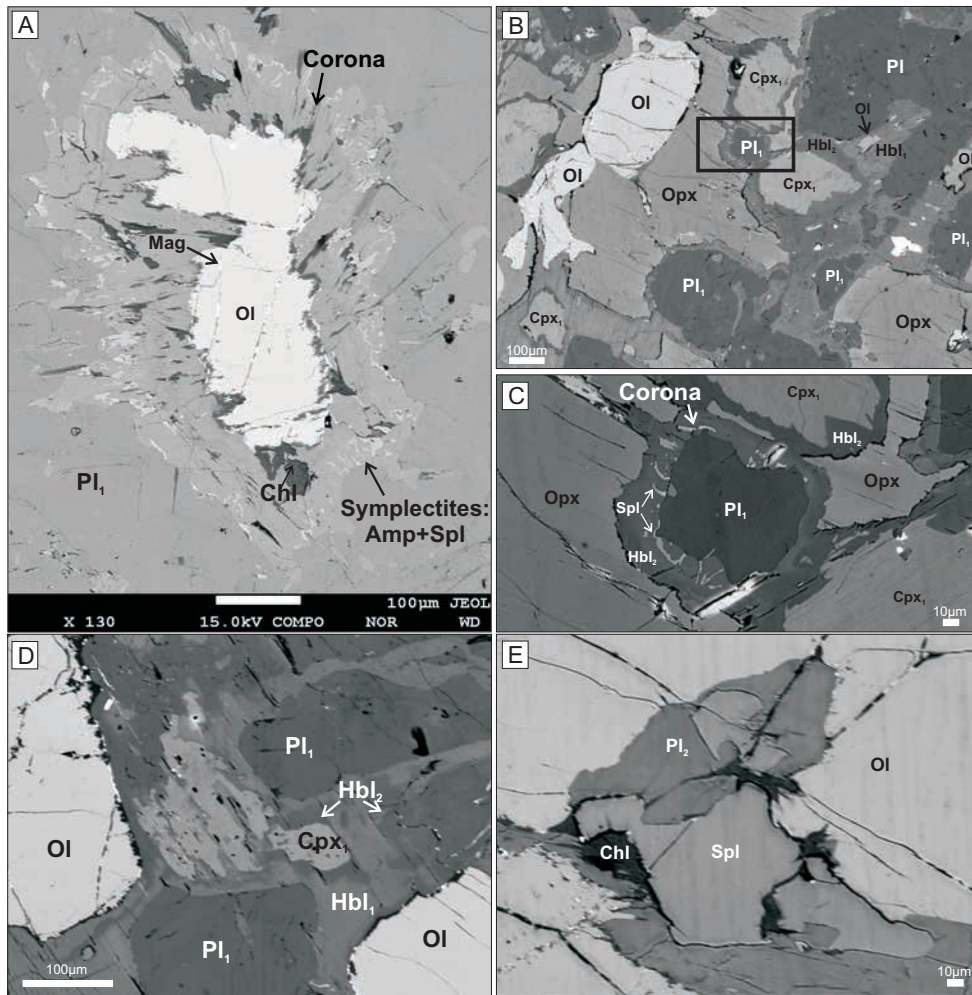 A
Corona
Mag
Ol
Pl₁
Chl
Symplectites:
Amp+Spl
100µm JEOL
X 130 15.0kV COMPO NOR WD
B
Cpx₁
Pl
Ol
Ol
Pl₁
Hbl₂
Hbl₁
Ol
Ol
Opx
Cpx₁
Pl₁
Pl₁
Pl₁
Cpx₁
Opx
100µm
C
Corona
Cpx₁
Hbl₂
Opx
Opx
Spl
Pl₁
Hbl₂
Cpx₁
10µm
D
Pl₁
Hbl₂
Cpx₁
Ol
Hbl₁
Pl₁
Ol
100µm
E
Pl₂
Ol
Chl
Spl
10µm